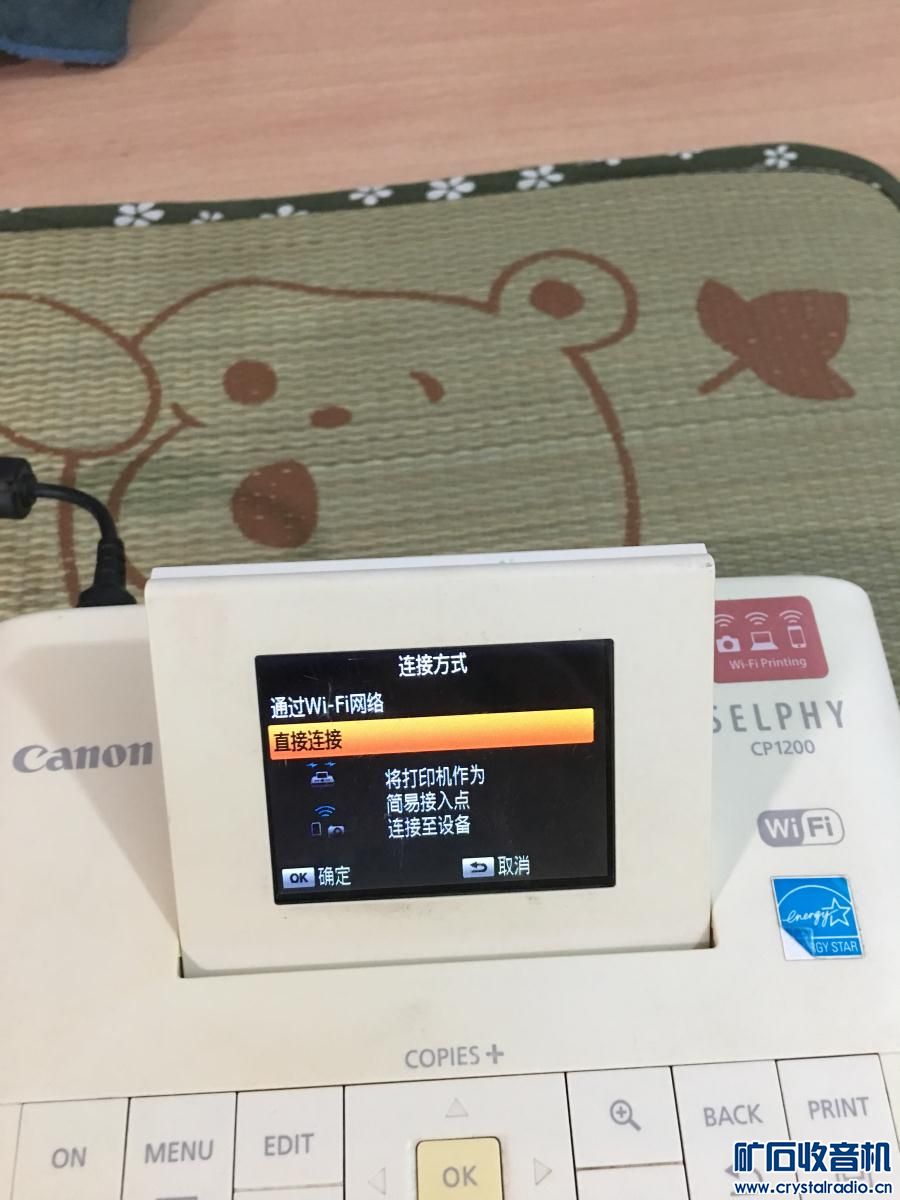 连接方式
通过Wi-Fi网络
直接连接
将打印机作为
简易接入点
连接至设备
OK 确定
取消
Wi-Fi Printing
Canon
SELPHY
CP1200
WiFi
energy
GY STAR
COPIES+
ON
MENU
EDIT
OK
BACK
PRINT
矿石收音机
www.crystalradio.cn